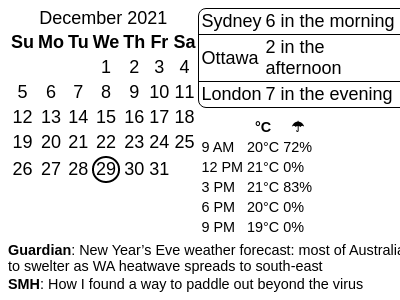 December 2021
Su Mo Tu We Th Fr Sa
1 2 3 4
5 6 7 8 9 10 11
12 13 14 15 16 17 18
19 20 21 22 23 24 25
26 27 28 29 30 31
Sydney 6 in the morning
Ottawa 2 in the
afternoon
London 7 in the evening
°C ☂
9 AM 20°C 72%
12 PM 21°C 0%
3 PM 21°C 83%
6 PM 20°C 0%
9 PM 19°C 0%
Guardian: New Year’s Eve weather forecast: most of Australia
to swelter as WA heatwave spreads to south-east
SMH: How I found a way to paddle out beyond the virus